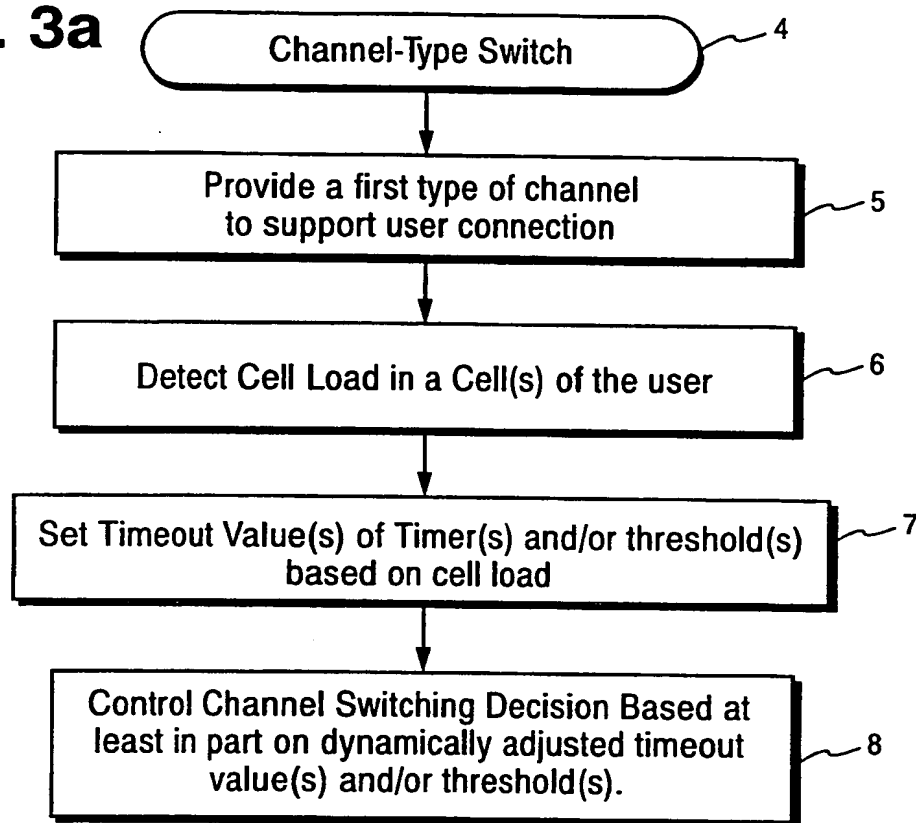 . 3a
Channel-Type Switch
4
Provide a first type of channel
to support user connection
5
Detect Cell Load in a Cell(s) of the user
6
Set Timeout Value(s) of Timer(s) and/or threshold(s)
based on cell load
7
Control Channel Switching Decision Based at
least in part on dynamically adjusted timeout
value(s) and/or threshold(s).
8